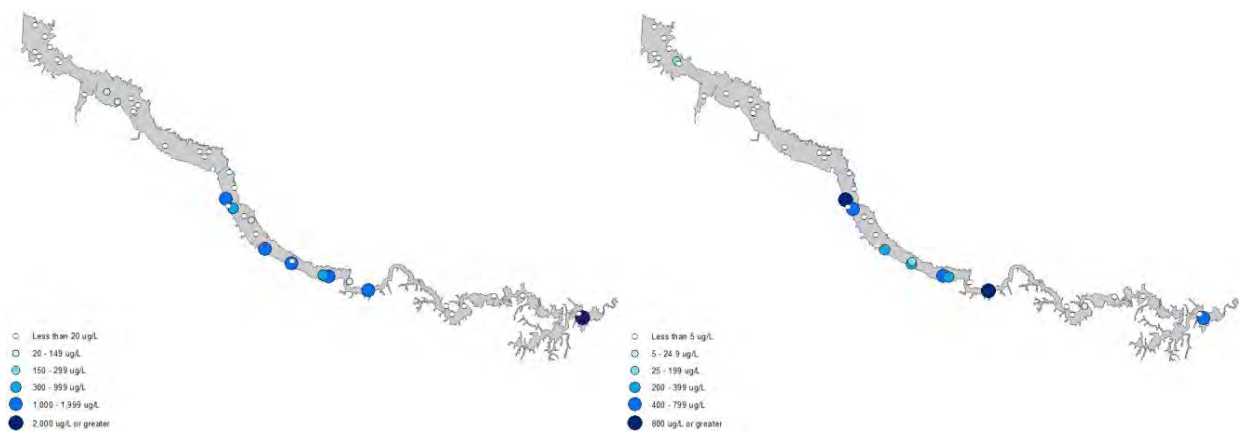 Less than 20 ug/L
20 - 149 ug/L
150 - 299 ug/L
300 - 999 ug/L
1,000 - 1,999 ug/L
2,000 ug/L or greater
Less than 5 ug/L
5 - 24.9 ug/L
25 - 199 ug/L
200 - 399 ug/L
400 - 799 ug/L
800 ug/L or greater